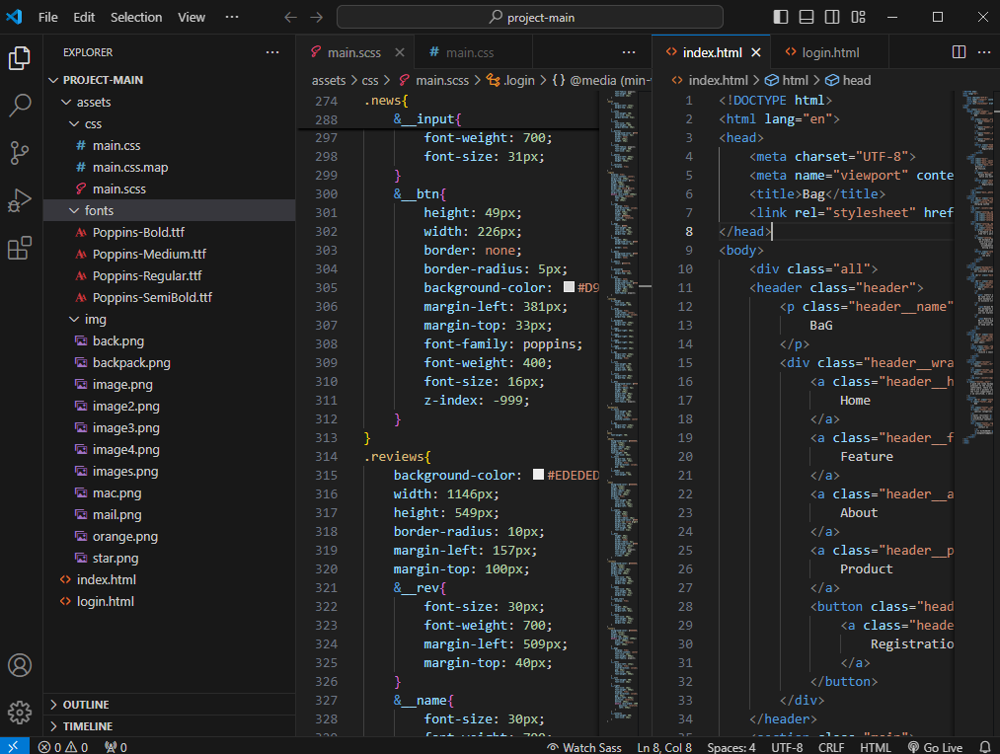 File Edit Selection View ··· project-main
EXPLORER ···
PROJECT-MAIN
assets
css
# main.css
# main.css.map
main.scss
fonts
Poppins-Bold.ttf
Poppins-Medium.ttf
Poppins-Regular.ttf
Poppins-SemiBold.ttf
img
back.png
backpack.png
image.png
image2.png
image3.png
image4.png
images.png
mac.png
mail.png
orange.png
star.png
<> index.html
<> login.html
OUTLINE
TIMELINE
main.scss # main.css ···
assets > css > main.scss > .login > {} @media (min-
274 .news{
288 &__input{
297 font-weight: 700;
298 font-size: 31px;
299 }
300 &__btn{
301 height: 49px;
302 width: 226px;
303 border: none;
304 border-radius: 5px;
305 background-color: #D9
306 margin-left: 381px;
307 margin-top: 33px;
308 font-family: poppins;
309 font-weight: 400;
310 font-size: 16px;
311 z-index: -999;
312 }
313 }
314 .reviews{
315 background-color: #EDEDED
316 width: 1146px;
317 height: 549px;
318 border-radius: 10px;
319 margin-left: 157px;
320 margin-top: 100px;
321 &__rev{
322 font-size: 30px;
323 font-weight: 700;
324 margin-left: 509px;
325 margin-top: 40px;
326 }
327 &__name{
328 font-size: 30px;
<> index.html <> login.html ···
<> index.html > html > head
1 <!DOCTYPE html>
2 <html lang="en">
3 <head>
4 <meta charset="UTF-8">
5 <meta name="viewport" conte
6 <title>Bag</title>
7 <link rel="stylesheet" href
8 </head>
9 <body>
10 <div class="all">
11 <header class="header">
12 <p class="header__name"
13 BaG
14 </p>
15 <div class="header__wra
16 <a class="header__h
17 Home
18 </a>
19 <a class="header__f
20 Feature
21 </a>
22 <a class="header__a
23 About
24 </a>
25 <a class="header__p
26 Product
27 </a>
28 <button class="head
29 <a class="heade
30 Registratio
31 </a>
32 </button>
33 </div>
34 </header>
0 0 0 Watch Sass Ln 8, Col 8 Spaces: 4 UTF-8 CRLF HTML Go Live